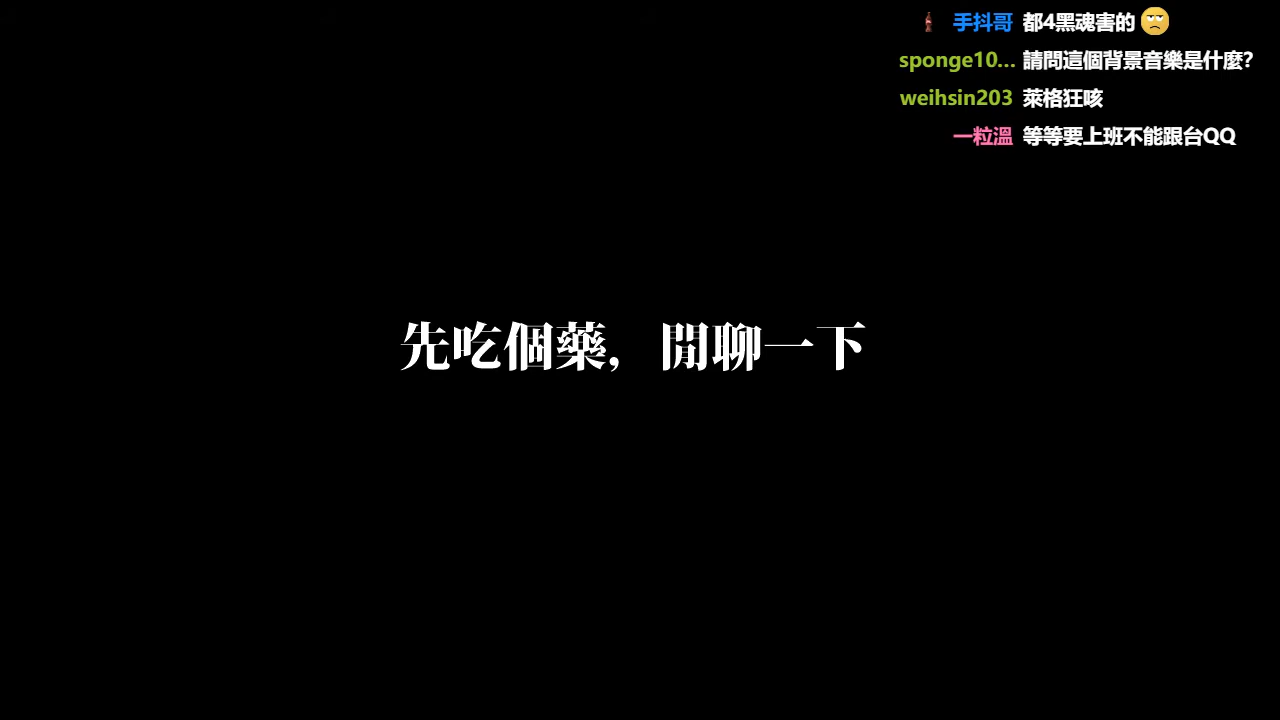 手抖哥 都4黑魂害的
sponge10... 請問這個背景音樂是什麼?
weihsin203 萊格狂咳
一粒溫 等等要上班不能跟台QQ
先吃個藥, 閒聊一下